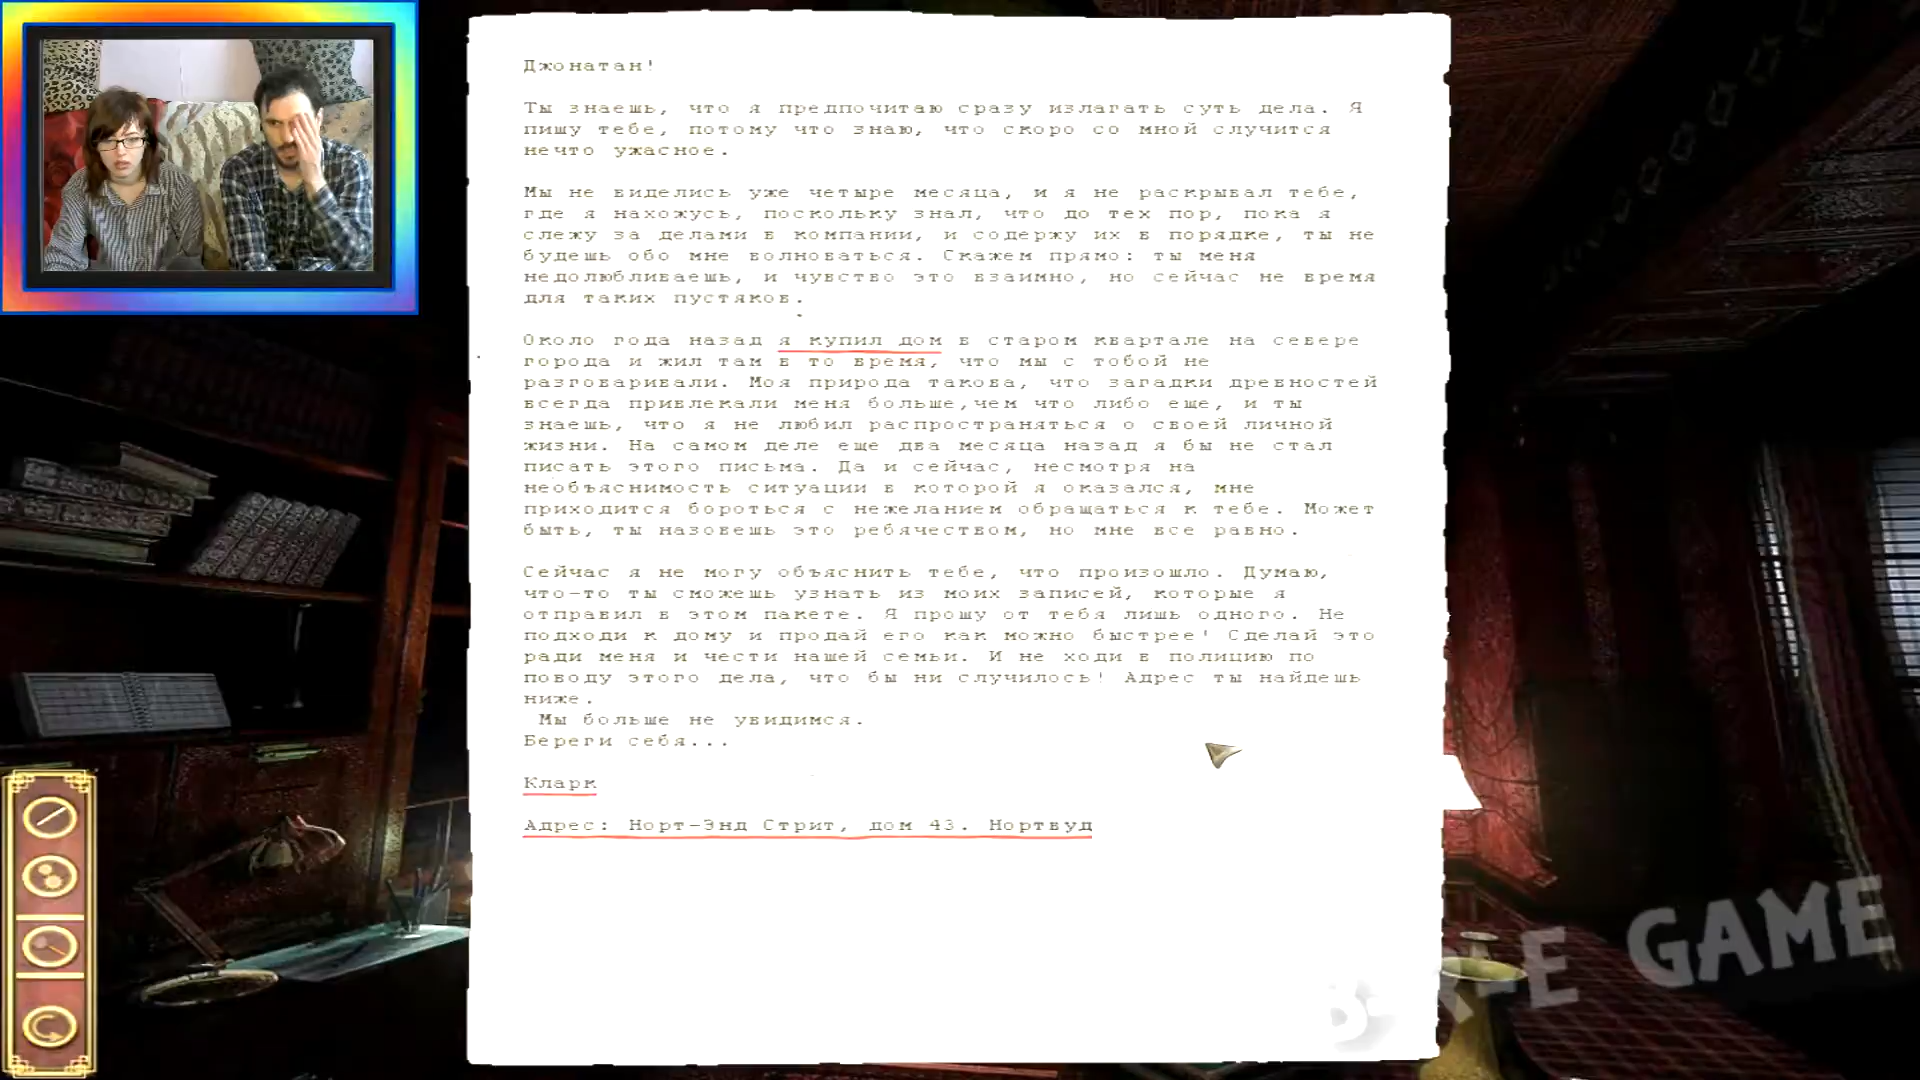 Джонатан!
Ты знаешь, что я предпочитаю сразу излагать суть дела. Я
пишу тебе, потому что знаю, что скоро со мной случится
нечто ужасное.
Мы не виделись уже четыре месяца, и я не раскрывал тебе,
где я нахожусь, поскольку знал, что до тех пор, пока я
слежу за делами в компании, и содержу их в порядке, ты не
будешь обо мне волноваться. Скажем прямо: ты меня
недолюбливаешь, и чувство это взаимно, но сейчас не время
для таких пустяков.
Около года назад я купил дом в старом квартале на севере
города и жил там в то время, что мы с тобой не
разговаривали. Моя природа такова, что загадки древностей
всегда привлекали меня больше,чем что либо еще, и ты
знаешь, что я не любил распространяться о своей личной
жизни. На самом деле еще два месяца назад я бы не стал
писать этого письма. Да и сейчас, несмотря на
необъяснимость ситуации в которой я оказался, мне
приходится бороться с нежеланием обращаться к тебе. Может
быть, ты назовешь это ребячеством, но мне все равно.
Сейчас я не могу объяснить тебе, что произошло. Думаю,
что-то ты сможешь узнать из моих записей, которые я
отправил в этом пакете. Я прошу от тебя лишь одного. Не
подходи к дому и продай его как можно быстрее! Сделай это
ради меня и чести нашей семьи. И не ходи в полицию по
поводу этого дела, что бы ни случилось! Адрес ты найдешь
ниже.
Мы больше не увидимся.
Береги себя...
Кларк
Адрес: Норт-Энд Стрит, дом 43. Нортвуд
GAME